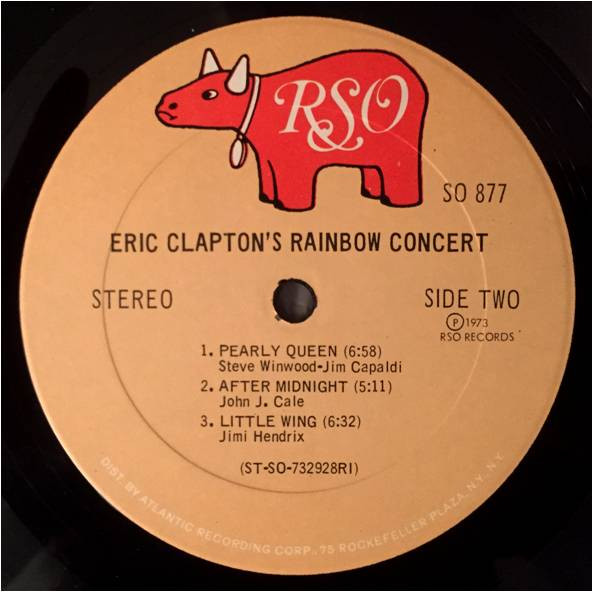 RSO
SO 877
ERIC CLAPTON'S RAINBOW CONCERT
STEREO
SIDE TWO
Ⓟ1973
RSO RECORDS
1. PEARLY QUEEN (6:58)
Steve Winwood-Jim Capaldi
2. AFTER MIDNIGHT (5:11)
John J. Cale
3. LITTLE WING (6:32)
Jimi Hendrix
(ST-SO-732928RI)
DIST. BY ATLANTIC RECORDING CORP., 75 ROCKEFELLER PLAZA, N.Y., N.Y.